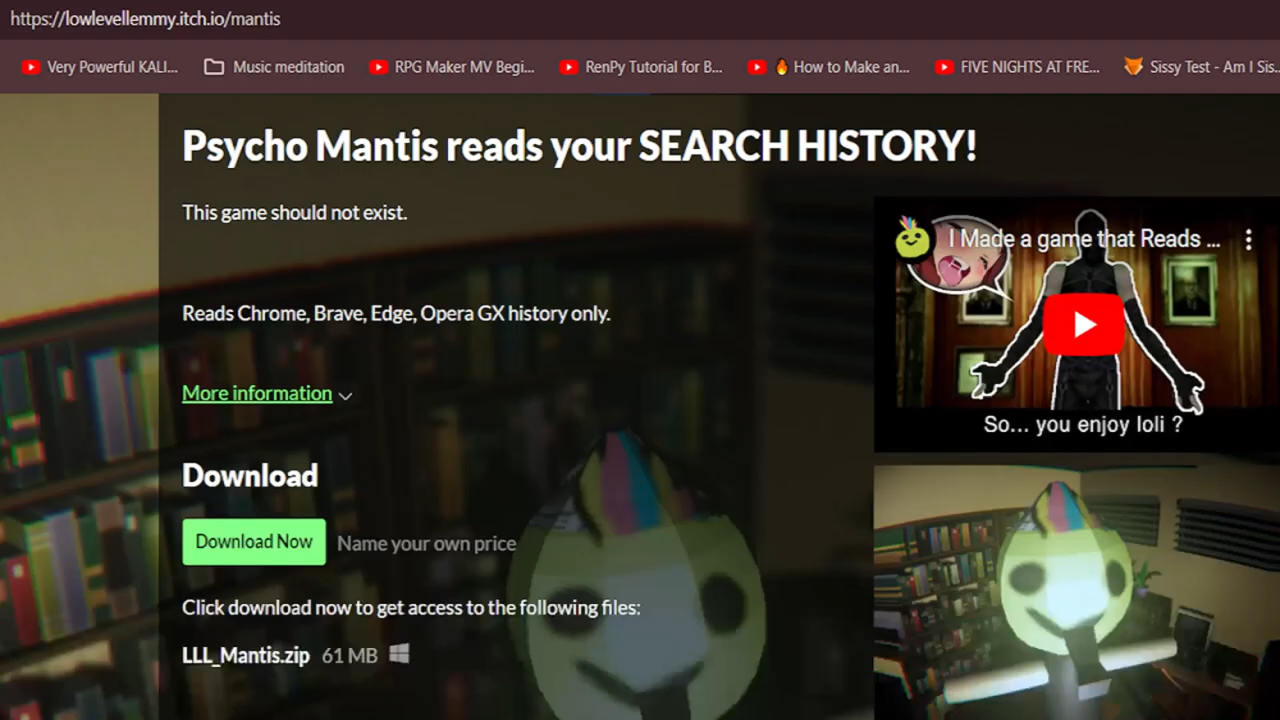 https://lowlevellemmy.itch.io/mantis
Very Powerful KALI... Music meditation RPG Maker MV Begi... RenPy Tutorial for B... How to Make an... FIVE NIGHTS AT FRE... Sissy Test - Am I Sis...
Psycho Mantis reads your SEARCH HISTORY!
This game should not exist.
I Made a game that Reads ...
Reads Chrome, Brave, Edge, Opera GX history only.
More information
So... you enjoy loli ?
Download
Download Now Name your own price
Click download now to get access to the following files:
LLL_Mantis.zip 61 MB